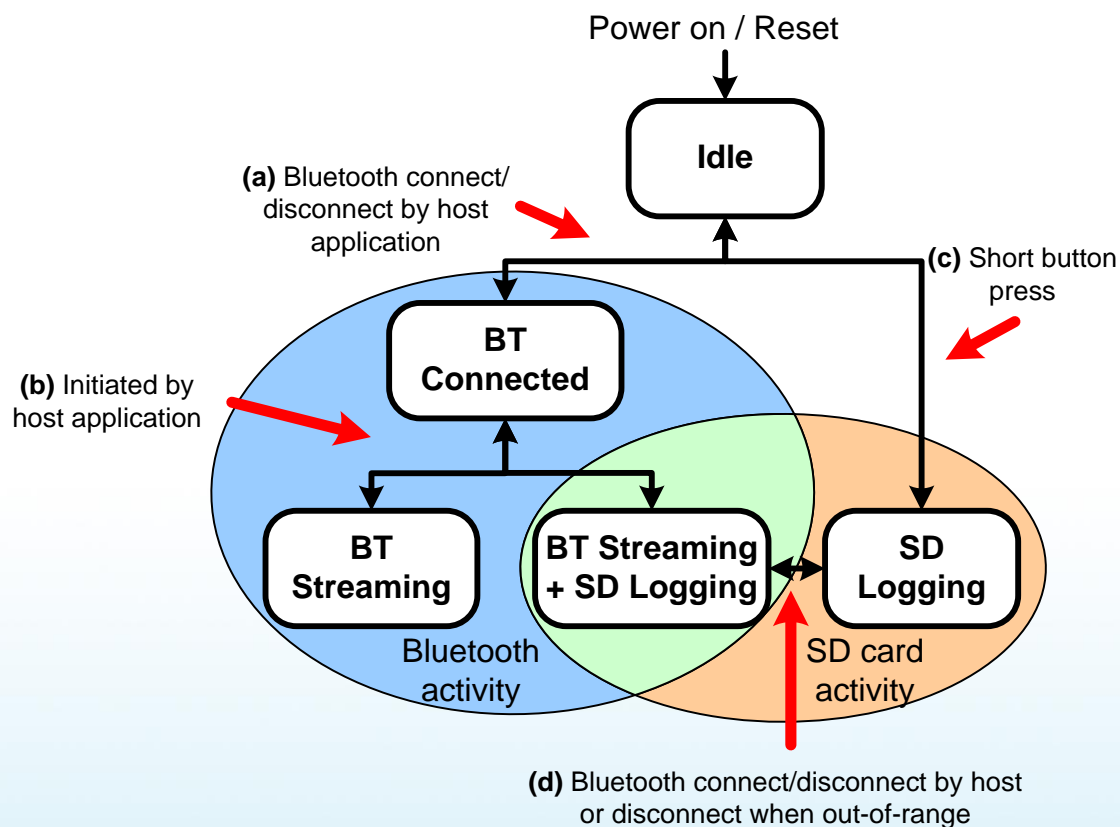 Power on / Reset
Idle
(a) Bluetooth connect/
disconnect by host
application
(c) Short button
press
BT
Connected
(b) Initiated by
host application
BT
Streaming
BT Streaming
+ SD Logging
SD
Logging
Bluetooth
activity
SD card
activity
(d) Bluetooth connect/disconnect by host
or disconnect when out-of-range